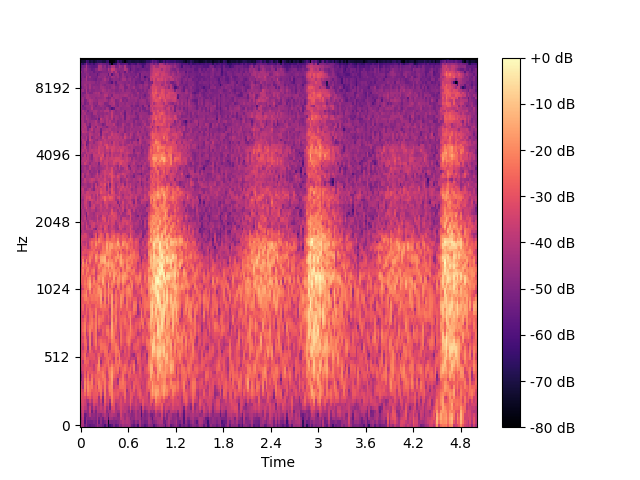 8192
4096
2048
1024
512
0
Hz
0 0.6 1.2 1.8 2.4 3 3.6 4.2 4.8
Time
+0 dB
-10 dB
-20 dB
-30 dB
-40 dB
-50 dB
-60 dB
-70 dB
-80 dB